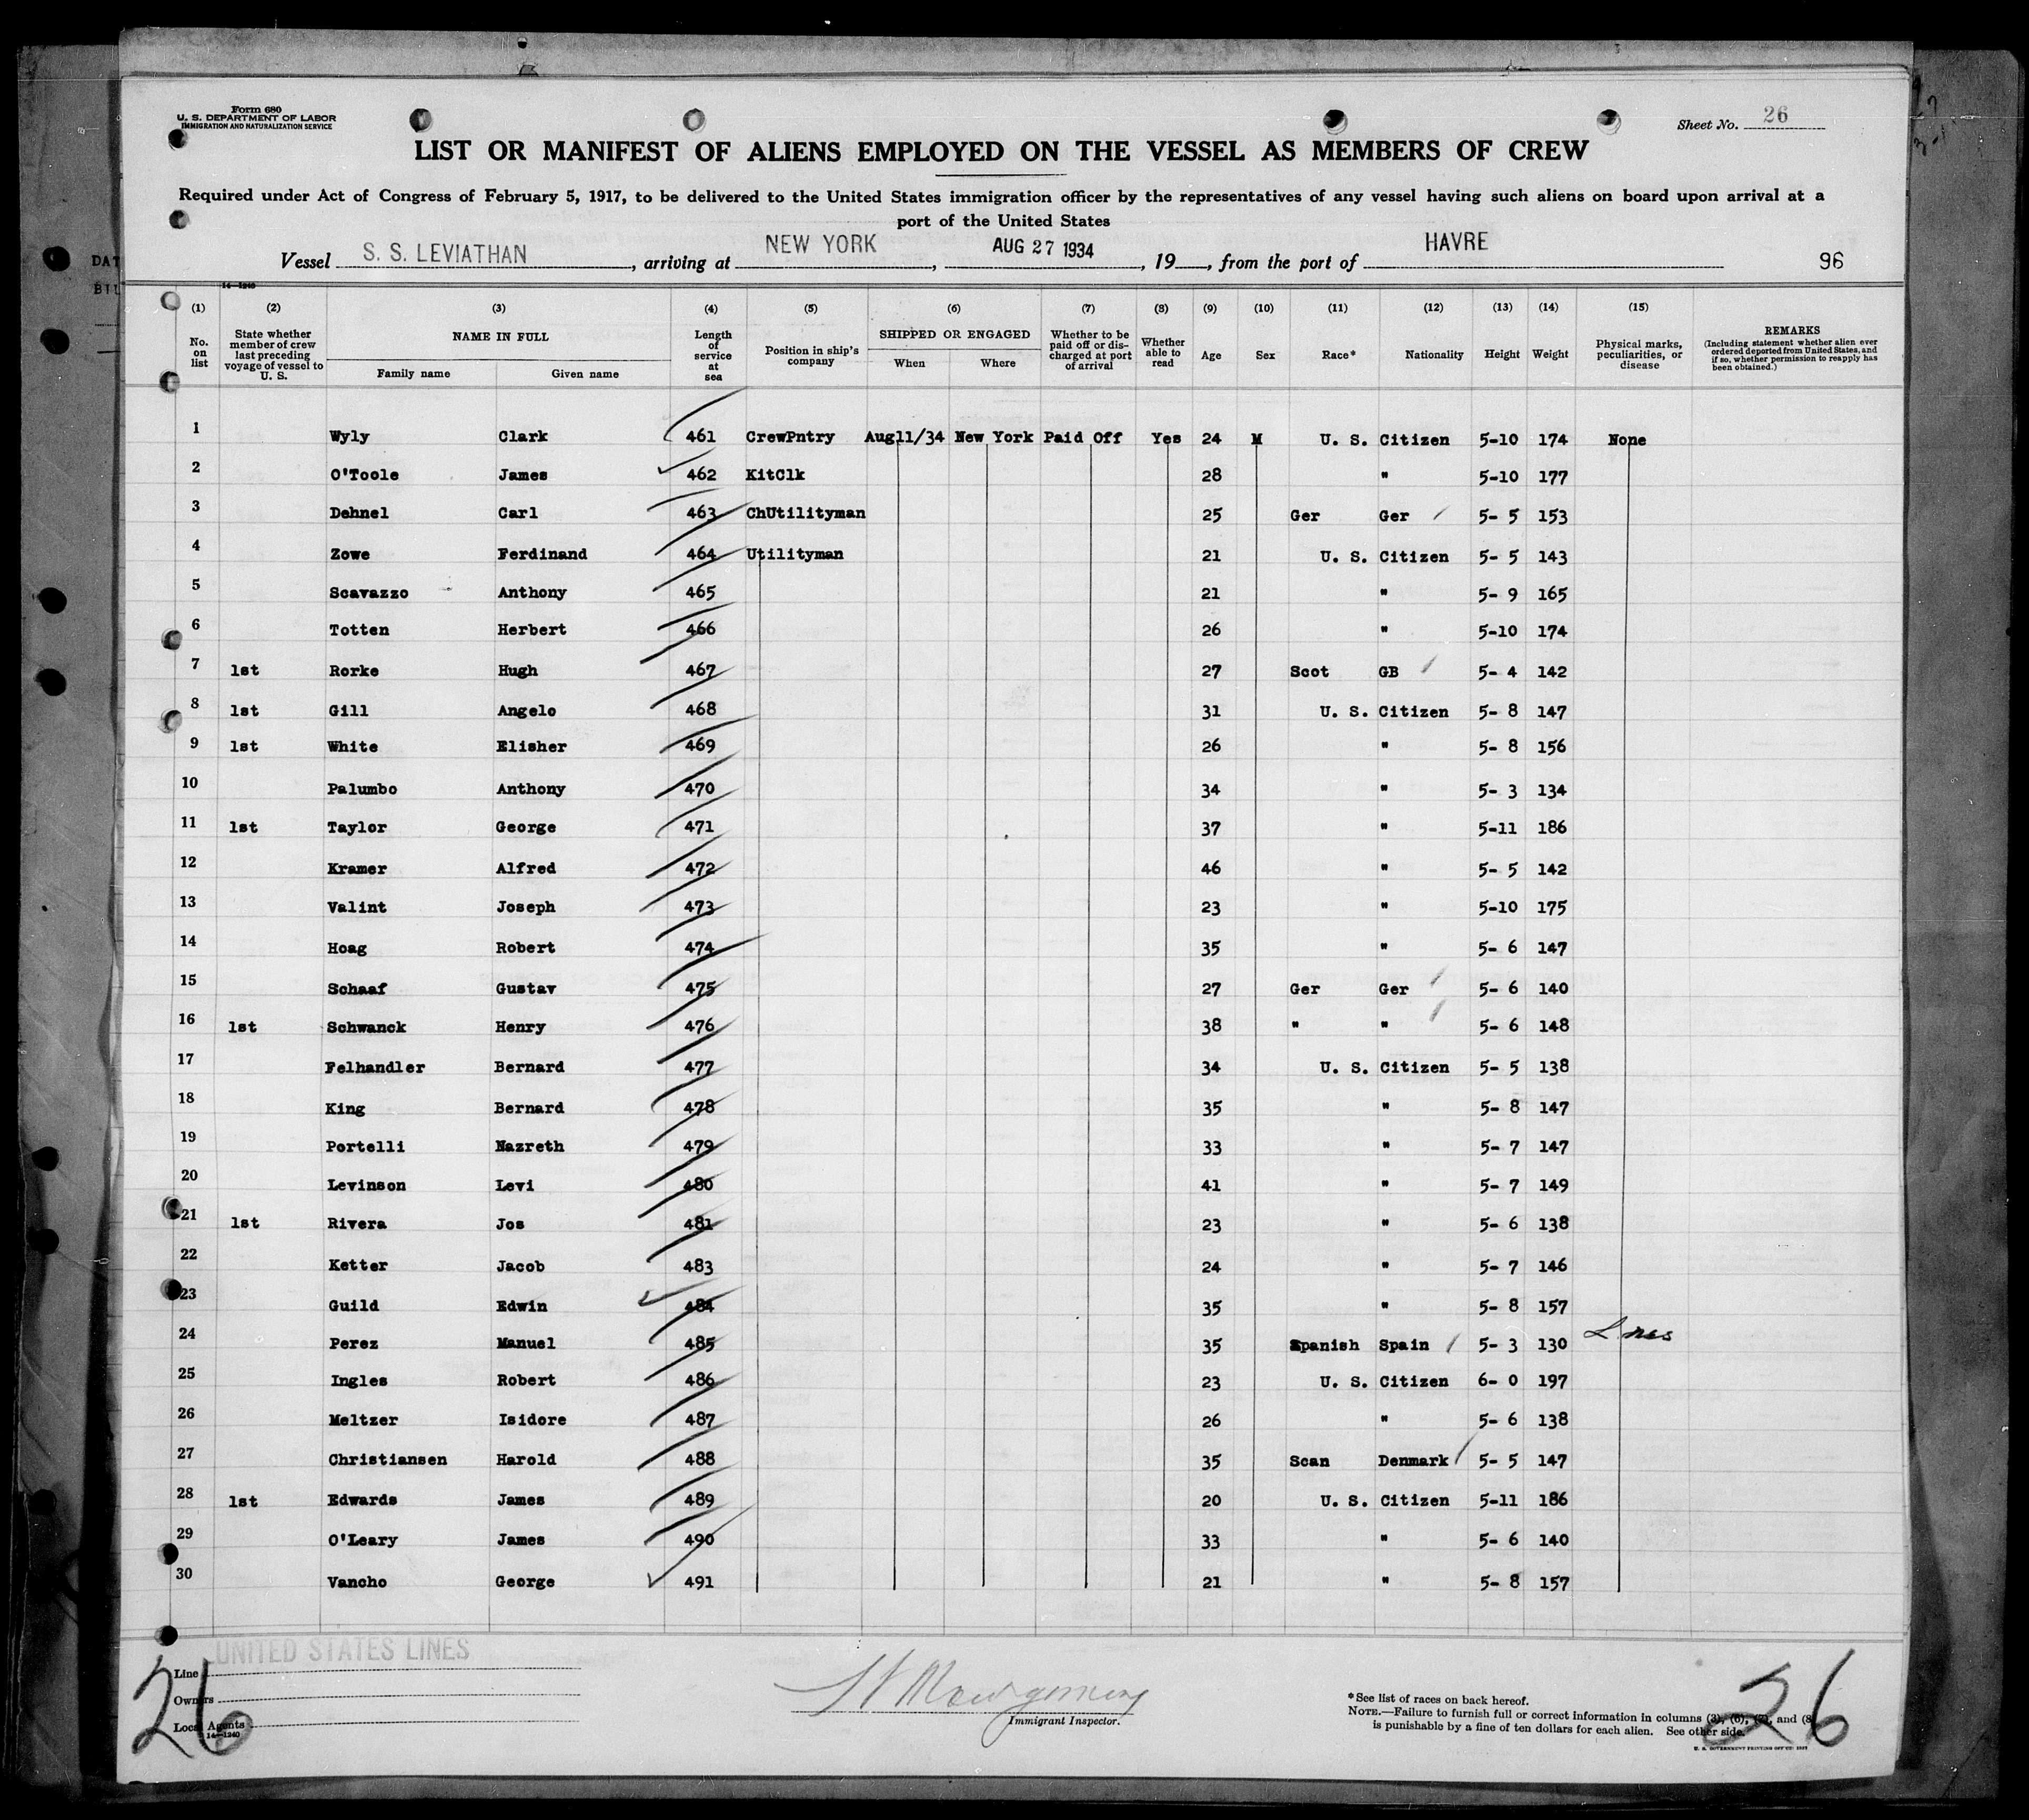 Form 680
U. S. DEPARTMENT OF LABOR
IMMIGRATION AND NATURALIZATION SERVICE
Sheet No. 26
LIST OR MANIFEST OF ALIENS EMPLOYED ON THE VESSEL AS MEMBERS OF CREW
Required under Act of Congress of February 5, 1917, to be delivered to the United States immigration officer by the representatives of any vessel having such aliens on board upon arrival at a
port of the United States
Vessel S. S. LEVIATHAN, arriving at NEW YORK, AUG 27 1934, 19, from the port of HAVRE
96
14—1240
(1) (2) (3) (4) (5) (6) (7) (8) (9) (10) (11) (12) (13) (14) (15)
No. on list
State whether member of crew last preceding voyage of vessel to U. S.
NAME IN FULL
Family name Given name
Length of service at sea
Position in ship's company
SHIPPED OR ENGAGED
When Where
Whether to be paid off or discharged at port of arrival
Whether able to read
Age Sex Race* Nationality Height Weight
Physical marks, peculiarities, or disease
REMARKS
(Including statement whether alien ever ordered deported from United States, and if so, whether permission to reapply has been obtained.)
1 Wyly Clark 461 CrewPntry Aug11/34 New York Paid Off Yes 24 M U. S. Citizen 5-10 174 None
2 O'Toole James 462 KitClk 28 " 5-10 177
3 Dehnel Carl 463 ChUtilityman 25 Ger Ger 5- 5 153
4 Zowe Ferdinand 464 Utilityman 21 U. S. Citizen 5- 5 143
5 Scavazzo Anthony 465 21 " 5- 9 165
6 Totten Herbert 466 26 " 5-10 174
7 1st Rorke Hugh 467 27 Scot GB 5- 4 142
8 1st Gill Angelo 468 31 U. S. Citizen 5- 8 147
9 1st White Elisher 469 26 " 5- 8 156
10 Palumbo Anthony 470 34 " 5- 3 134
11 1st Taylor George 471 37 " 5-11 186
12 Kramer Alfred 472 46 " 5- 5 142
13 Valint Joseph 473 23 " 5-10 175
14 Hoag Robert 474 35 " 5- 6 147
15 Schaaf Gustav 475 27 Ger Ger 5- 6 140
16 1st Schwanck Henry 476 38 " " 5- 6 148
17 Felhandler Bernard 477 34 U. S. Citizen 5- 5 138
18 King Bernard 478 35 " 5- 8 147
19 Portelli Nazreth 479 33 " 5- 7 147
20 Levinson Levi 480 41 " 5- 7 149
21 1st Rivera Jos 481 23 " 5- 6 138
22 Ketter Jacob 483 24 " 5- 7 146
23 Guild Edwin 484 35 " 5- 8 157
24 Perez Manuel 485 35 Spanish Spain 5- 3 130
25 Ingles Robert 486 23 U. S. Citizen 6- 0 197
26 Meltzer Isidore 487 26 " 5- 6 138
27 Christiansen Harold 488 35 Scan Denmark 5- 5 147
28 1st Edwards James 489 20 U. S. Citizen 5-11 186
29 O'Leary James 490 33 " 5- 6 140
30 Vancho George 491 21 " 5- 8 157
Line UNITED STATES LINES
Owners
Local Agents
14—1240
26
Immigrant Inspector.
*See list of races on back hereof.
NOTE.—Failure to furnish full or correct information in columns (3), (6), (7), and (8
is punishable by a fine of ten dollars for each alien. See other side.
26